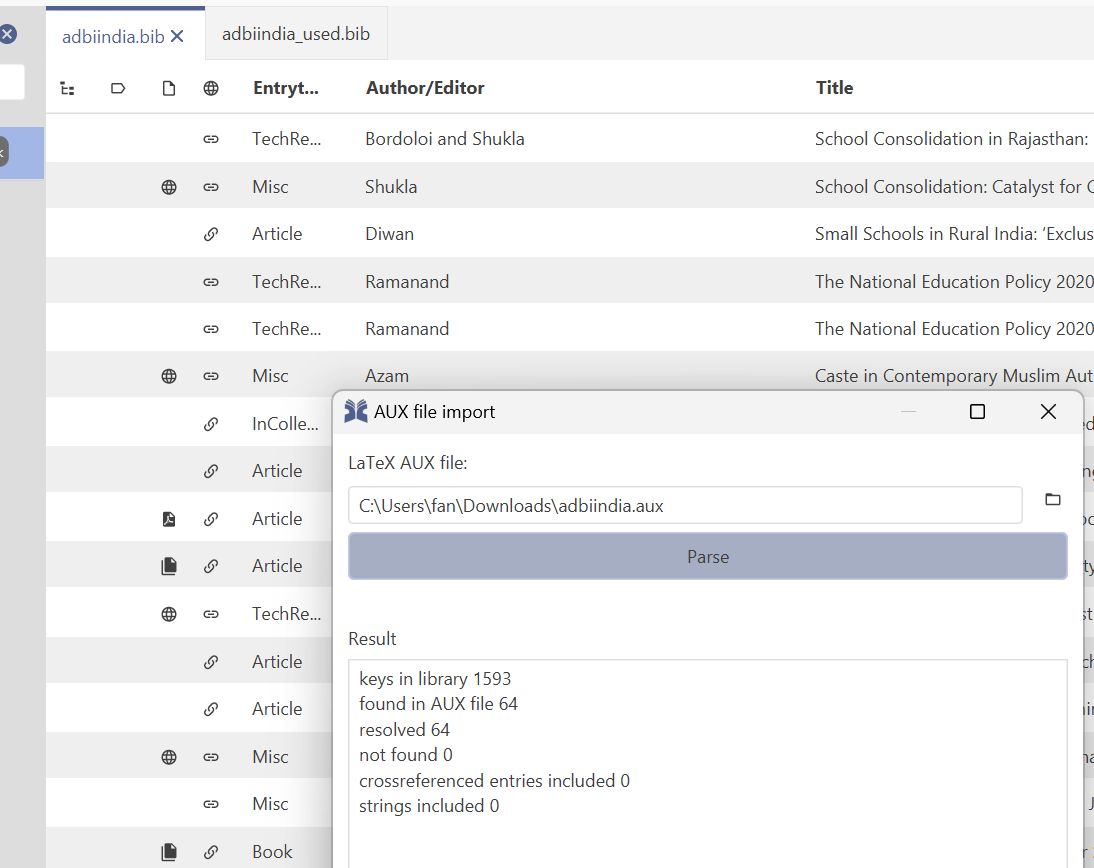 adbiindia.bib
adbiindia_used.bib
Entryt... Author/Editor Title
TechRe... Bordoloi and Shukla School Consolidation in Rajasthan:
Misc Shukla School Consolidation: Catalyst for
Article Diwan Small Schools in Rural India: ‘Exclus
TechRe... Ramanand The National Education Policy 2020
TechRe... Ramanand The National Education Policy 2020
Misc Azam Caste in Contemporary Muslim Aut
InColle...
Article
Article
Article
TechRe...
Article
Article
Misc
Misc
Book
AUX file import
LaTeX AUX file:
C:\Users\fan\Downloads\adbiindia.aux
Parse
Result
keys in library 1593
found in AUX file 64
resolved 64
not found 0
crossreferenced entries included 0
strings included 0